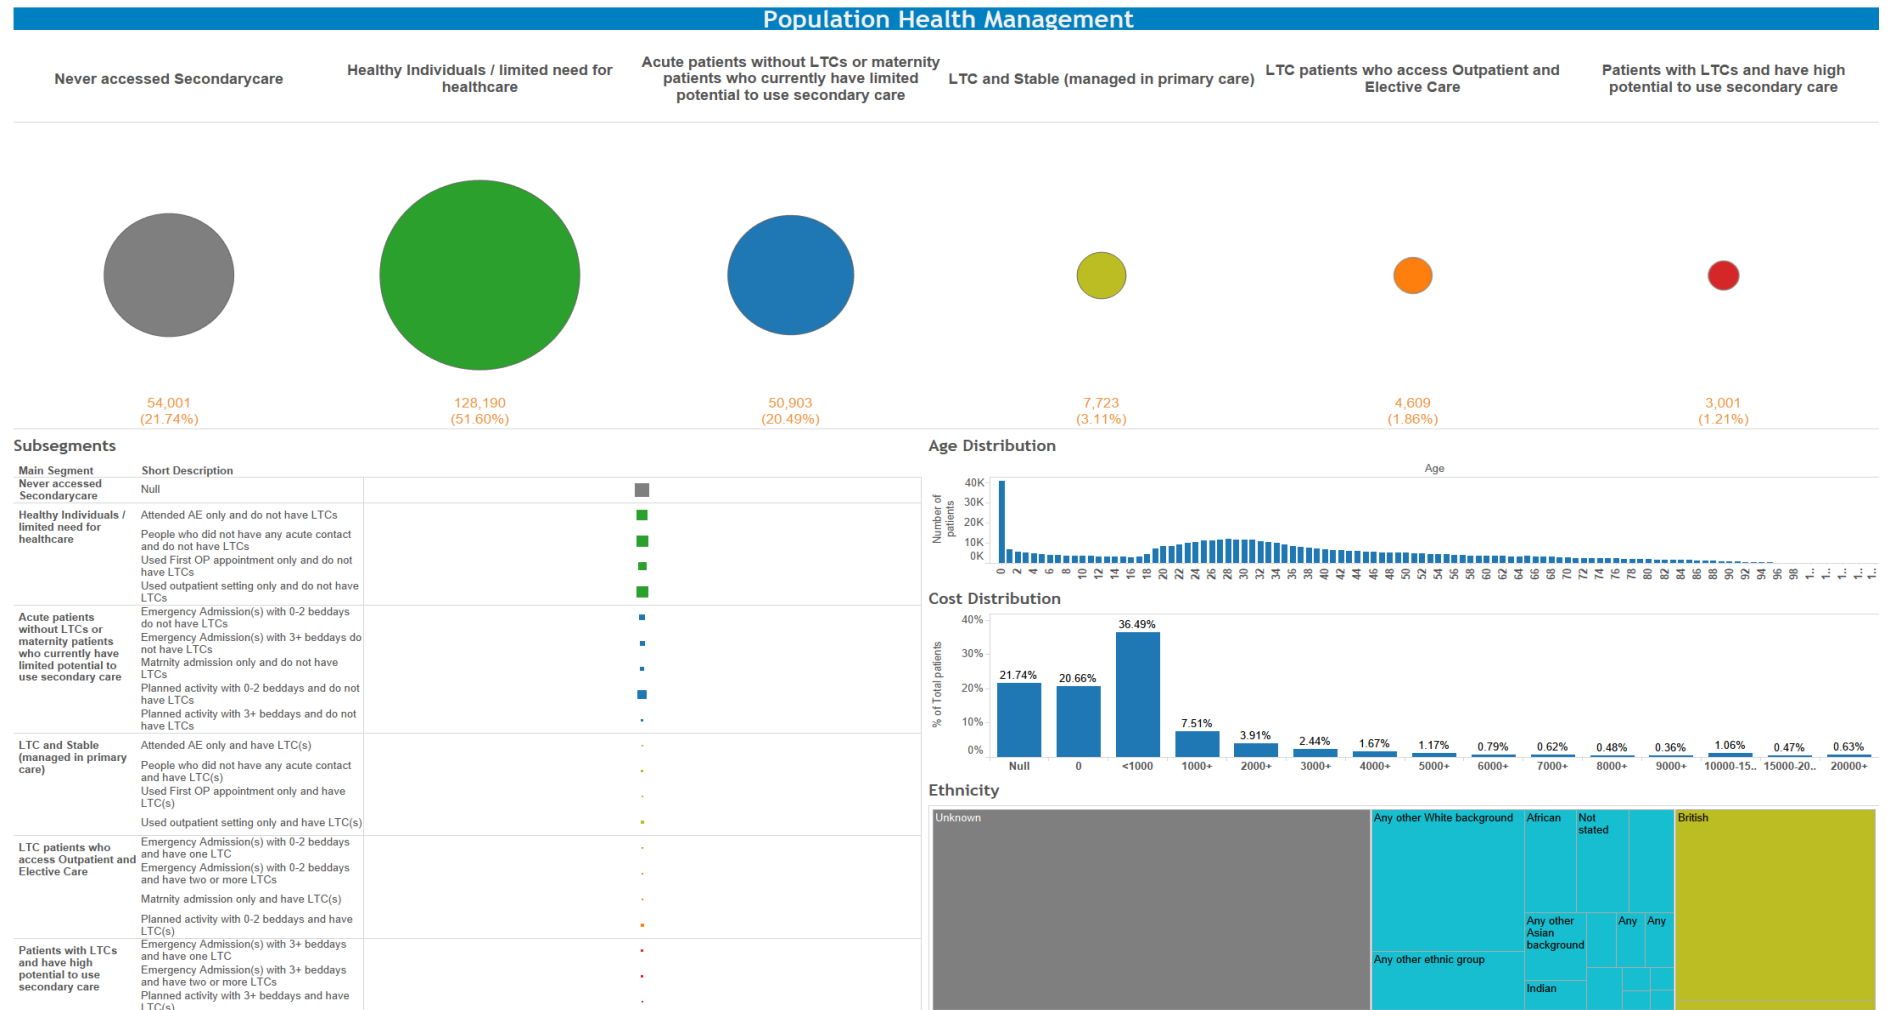 Population Health Management
Never accessed Secondarycare
Healthy Individuals / limited need for
healthcare
Acute patients without LTCs or maternity
patients who currently have limited
potential to use secondary care
LTC and Stable (managed in primary care)
LTC patients who access Outpatient and
Elective Care
Patients with LTCs and have high
potential to use secondary care
54,001
(21.74%)
128,190
(51.60%)
50,903
(20.49%)
7,723
(3.11%)
4,609
(1.86%)
3,001
(1.21%)
Subsegments
Main Segment
Short Description
Never accessed
Secondarycare
Null
Healthy Individuals /
limited need for
healthcare
Attended AE only and do not have LTCs
People who did not have any acute contact
and do not have LTCs
Used First OP appointment only and do not
have LTCs
Used outpatient setting only and do not have
LTCs
Acute patients
without LTCs or
maternity patients
who currently have
limited potential to
use secondary care
Emergency Admission(s) with 0-2 beddays
do not have LTCs
Emergency Admission(s) with 3+ beddays do
not have LTCs
Matrnity admission only and do not have
LTCs
Planned activity with 0-2 beddays and do not
have LTCs
Planned activity with 3+ beddays and do not
have LTCs
LTC and Stable
(managed in primary
care)
Attended AE only and have LTC(s)
People who did not have any acute contact
and have LTC(s)
Used First OP appointment only and have
LTC(s)
Used outpatient setting only and have LTC(s)
LTC patients who
access Outpatient and
Elective Care
Emergency Admission(s) with 0-2 beddays
and have one LTC
Emergency Admission(s) with 0-2 beddays
and have two or more LTCs
Matrnity admission only and have LTC(s)
Planned activity with 0-2 beddays and have
LTC(s)
Patients with LTCs
and have high
potential to use
secondary care
Emergency Admission(s) with 3+ beddays
and have one LTC
Emergency Admission(s) with 3+ beddays
and have two or more LTCs
Planned activity with 3+ beddays and have
LTC(s)
Age Distribution
Age
Number of
patients
40K
30K
20K
10K
0K
0 2 4 6 8 10 12 14 16 18 20 22 24 26 28 30 32 34 36 38 40 42 44 46 48 50 52 54 56 58 60 62 64 66 68 70 72 74 76 78 80 82 84 86 88 90 92 94 96 98 1.. 1.. 1.. 1.. 1..
Cost Distribution
% of Total patients
40%
30%
20%
10%
0%
21.74% 20.66% 36.49% 7.51% 3.91% 2.44% 1.67% 1.17% 0.79% 0.62% 0.48% 0.36% 1.06% 0.47% 0.63%
Null 0 <1000 1000+ 2000+ 3000+ 4000+ 5000+ 6000+ 7000+ 8000+ 9000+ 10000-15.. 15000-20.. 20000+
Ethnicity
Unknown
Any other White background
Any other ethnic group
African
Not
stated
Any other
Asian
background
Any
Any
Indian
British